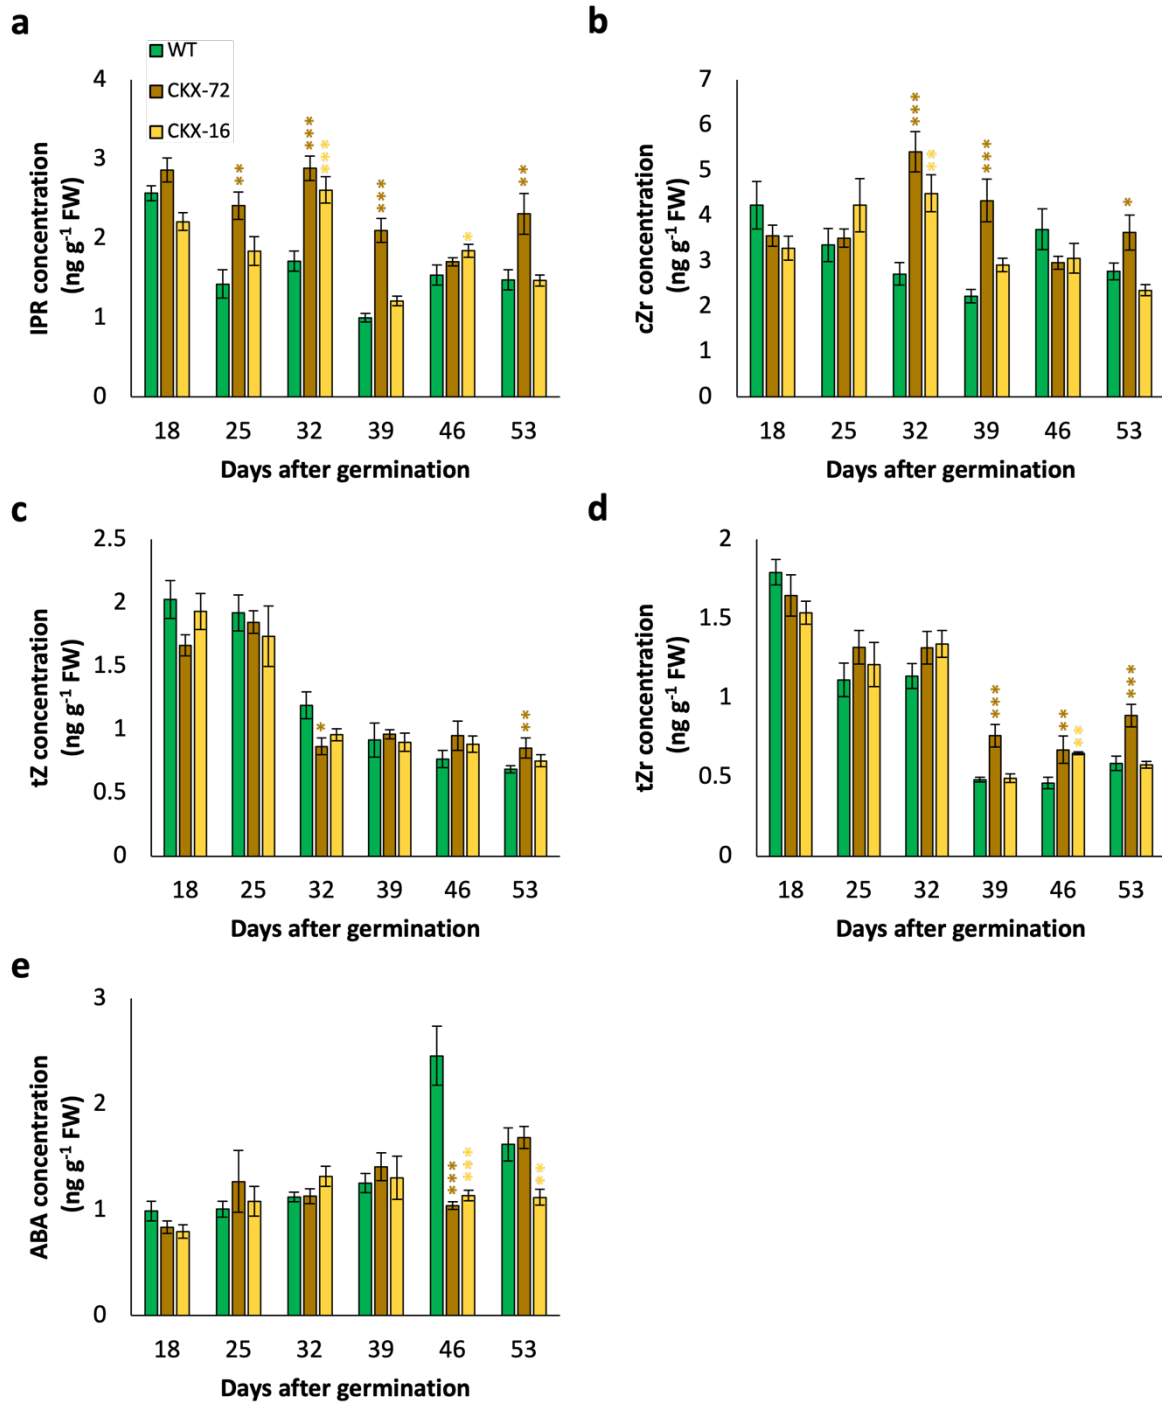 a
WT
CKX-72
CKX-16
IPR concentration
(ng g⁻¹ FW)
4
3
2
1
0
** *** *** *** * **
18 25 32 39 46 53
Days after germination
b
cZr concentration
(ng g⁻¹ FW)
7
6
5
4
3
2
1
0
*** ** *** *
18 25 32 39 46 53
Days after germination
c
tZ concentration
(ng g⁻¹ FW)
2.5
2
1.5
1
0.5
0
* **
18 25 32 39 46 53
Days after germination
d
tZr concentration
(ng g⁻¹ FW)
2
1.5
1
0.5
0
*** ** ** ***
18 25 32 39 46 53
Days after germination
e
ABA concentration
(ng g⁻¹ FW)
3
2
1
0
*** *** **
18 25 32 39 46 53
Days after germination